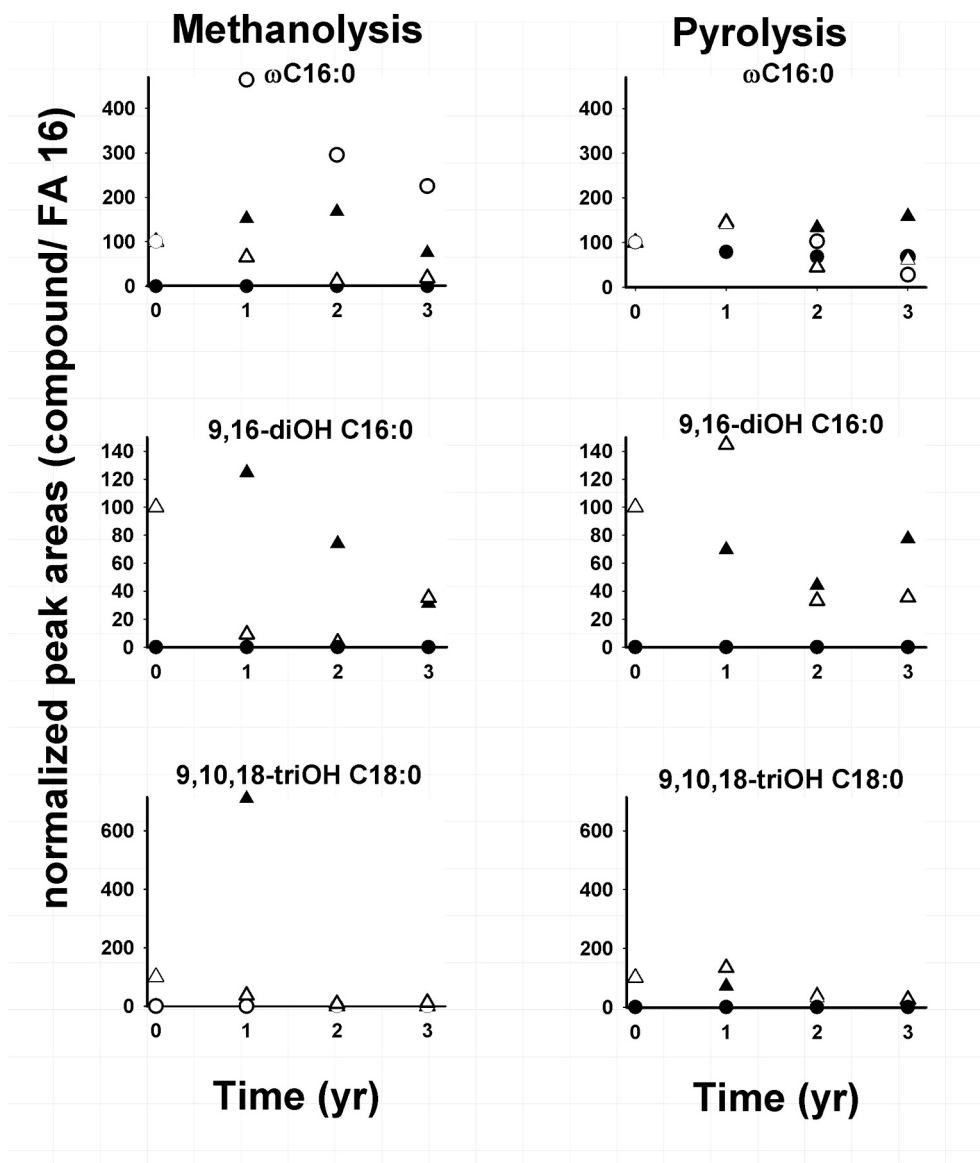 Methanolysis
Pyrolysis
normalized peak areas (compound/ FA 16)
ωC16:0
400
300
200
100
0
0 1 2 3
ωC16:0
400
300
200
100
0
0 1 2 3
9,16-diOH C16:0
140
120
100
80
60
40
20
0
0 1 2 3
9,16-diOH C16:0
140
120
100
80
60
40
20
0
0 1 2 3
9,10,18-triOH C18:0
600
400
200
0
0 1 2 3
9,10,18-triOH C18:0
600
400
200
0
0 1 2 3
Time (yr)
Time (yr)